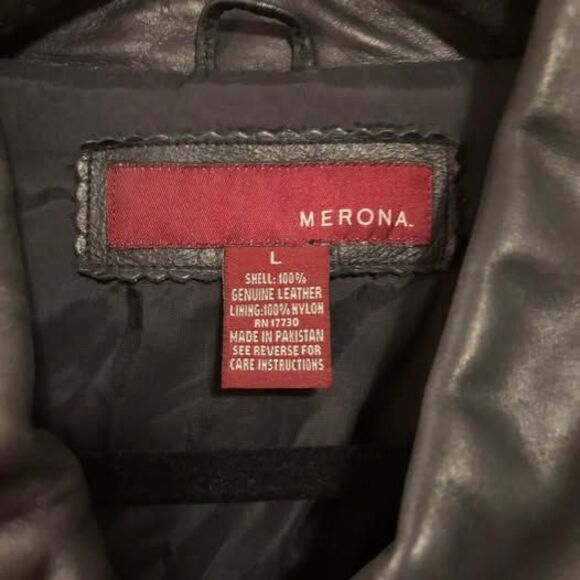 MERONA.
L
SHELL: 100%
GENUINE LEATHER
LINING:100% NYLON
RN 17730
MADE IN PAKISTAN
SEE REVERSE FOR
CARE INSTRUCTIONS